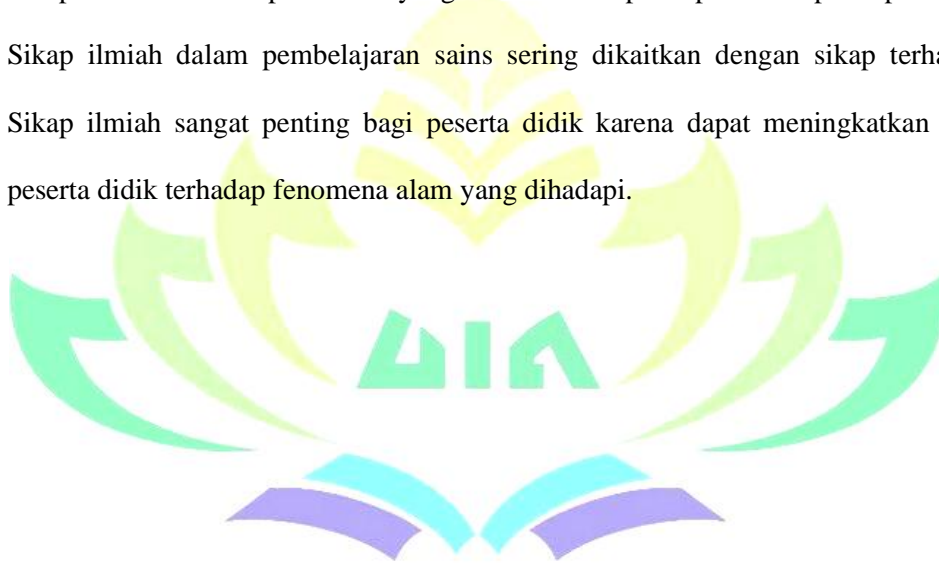 Sikap ilmiah dalam pembelajaran sains sering dikaitkan dengan sikap
Sikap ilmiah sangat penting bagi peserta didik karena dapat meningkatkan
peserta didik terhadap fenomena alam yang dihadapi.
UIN